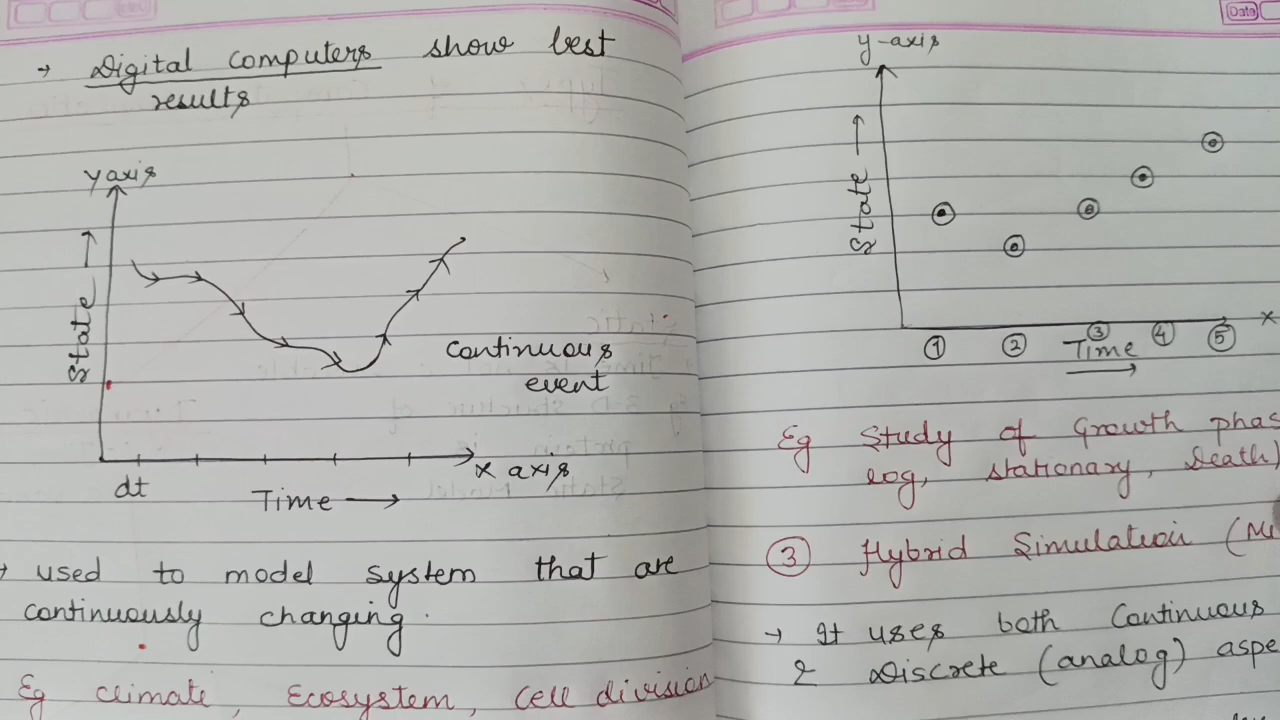 → Digital computers show best
results
y axis
State →
continuous
event
dt
x axis
Time →
→ used to model system that are
continuously changing.
Eg climate, Ecosystem, cell division
Date
y-axis
State →
① ② ③ ④ ⑤
x
Time →
Eg Study of Growth phas
log, stationary, Death)
③ Hybrid Simulation (Mi
→ It uses both Continuous
& Discrete (analog) aspe